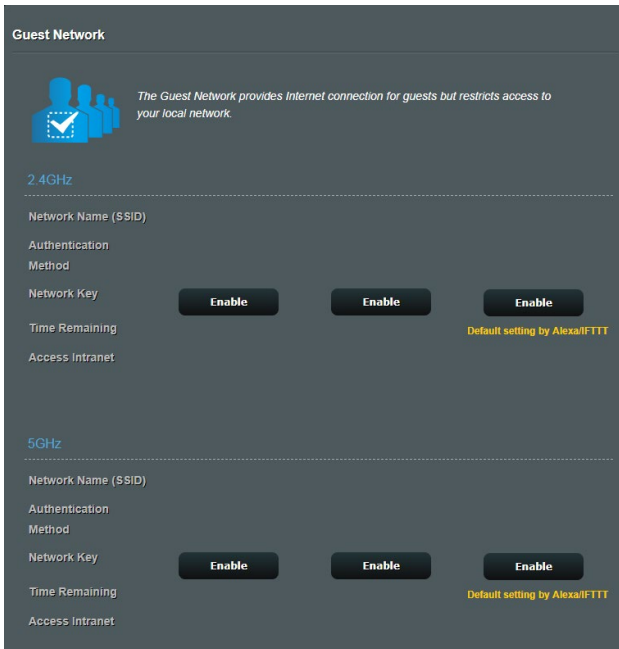 Guest Network
The Guest Network provides Internet connection for guests but restricts access to
your local network.
2.4GHz
Network Name (SSID)
Authentication
Method
Network Key
Enable Enable Enable
Time Remaining
Default setting by Alexa/IFTTT
Access Intranet
5GHz
Network Name (SSID)
Authentication
Method
Network Key
Enable Enable Enable
Time Remaining
Default setting by Alexa/IFTTT
Access Intranet